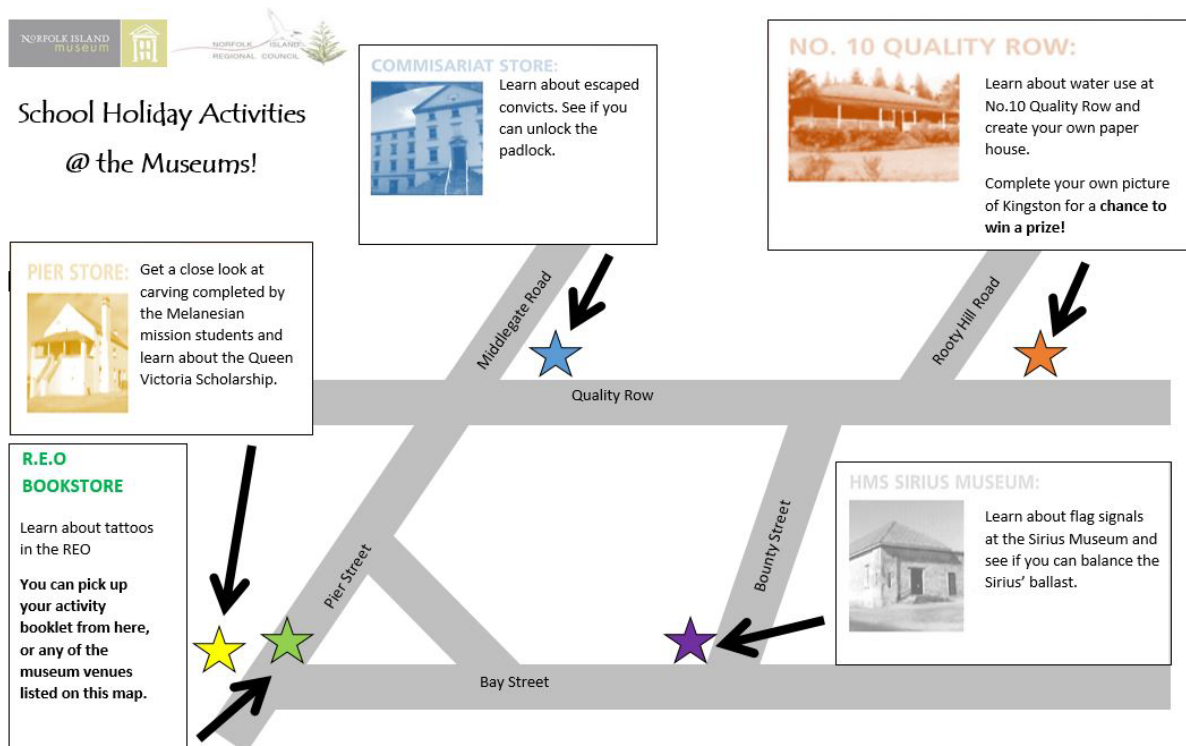 NORFOLK ISLAND
museum
NORFOLK ISLAND
REGIONAL COUNCIL
School Holiday Activities
@ the Museums!
COMMISARIAT STORE:
Learn about escaped
convicts. See if you
can unlock the
padlock.
NO. 10 QUALITY ROW:
Learn about water use at
No.10 Quality Row and
create your own paper
house.
Complete your own picture
of Kingston for a chance to
win a prize!
PIER STORE:
Get a close look at
carving completed by
the Melanesian
mission students and
learn about the Queen
Victoria Scholarship.
Middlegate Road
Rooty Hill Road
Quality Row
R.E.O
BOOKSTORE
Learn about tattoos
in the REO
You can pick up
your activity
booklet from here,
or any of the
museum venues
listed on this map.
Pier Street
Bounty Street
HMS SIRIUS MUSEUM:
Learn about flag signals
at the Sirius Museum and
see if you can balance the
Sirius’ ballast.
Bay Street